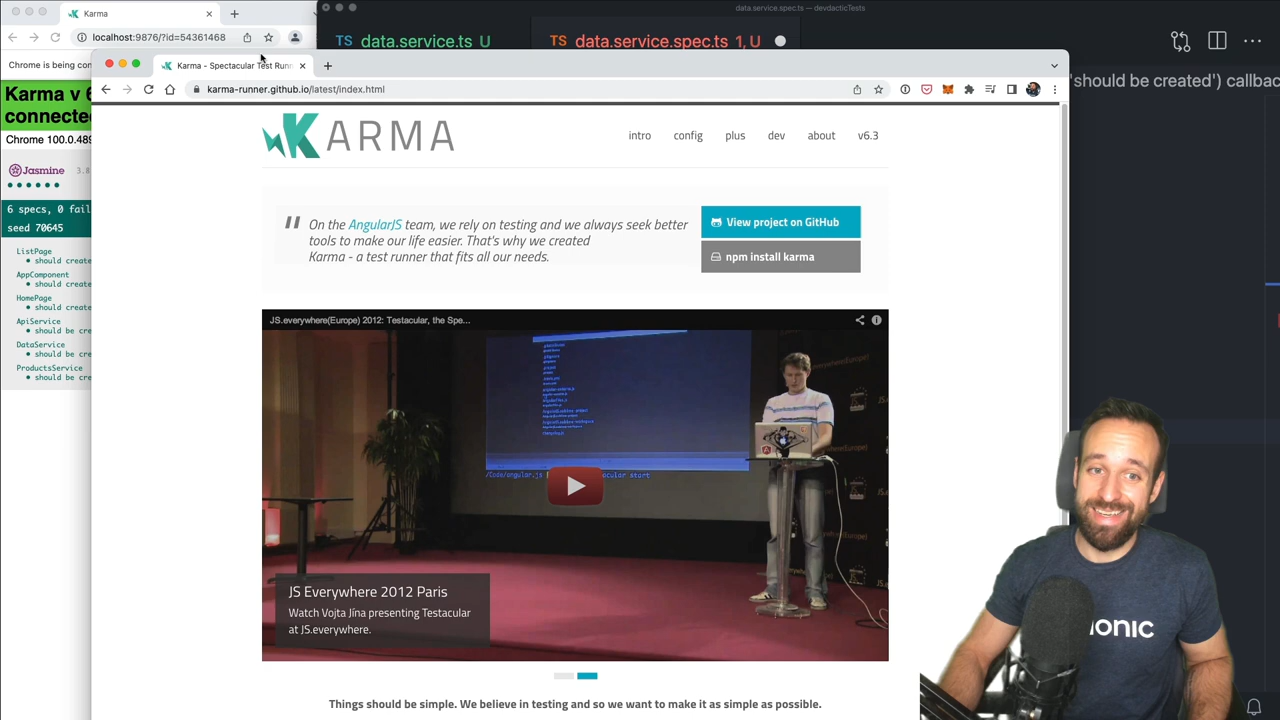 Karma
localhost:9876/?id=54361468
Chrome is being con
Karma v 6
connecte
Chrome 100.0.489
Jasmine 3.8
6 specs, 0 fail
seed 70645
ListPage
should create
AppComponent
should create
HomePage
should create
ApiService
should be cre
DataService
should be cre
ProductsService
should be cre
data.service.spec.ts — devdacticTests
TS data.service.ts U
TS data.service.spec.ts 1, U
'should be created') callbac
Karma - Spectacular Test Runn
karma-runner.github.io/latest/index.html
KARMA
intro config plus dev about v6.3
On the AngularJS team, we rely on testing and we always seek better
tools to make our life easier. That's why we created
Karma - a test runner that fits all our needs.
View project on GitHub
npm install karma
JS.everywhere(Europe) 2012: Testacular, the Spe...
JS Everywhere 2012 Paris
Watch Vojta Jína presenting Testacular
at JS.everywhere.
Things should be simple. We believe in testing and so we want to make it as simple as possible.
ionic